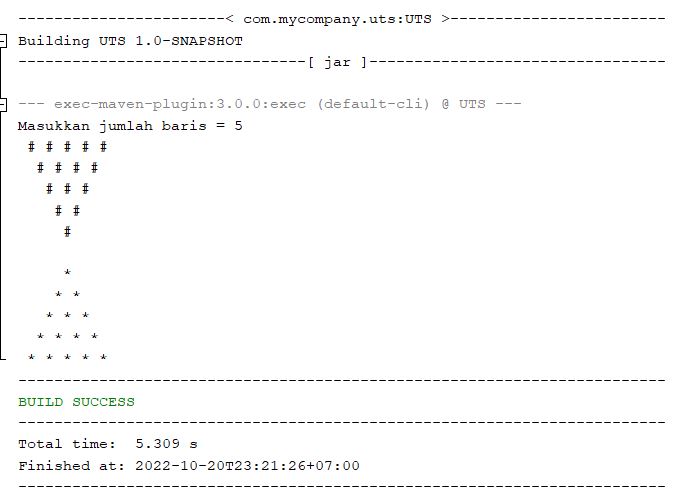 -----------------------< com.mycompany.uts:UTS >------------------------
Building UTS 1.0-SNAPSHOT
--------------------------------[ jar ]---------------------------------

--- exec-maven-plugin:3.0.0:exec (default-cli) @ UTS ---
Masukkan jumlah baris = 5
 # # # # #
  # # # #
   # # #
    # #
     #

     *
    * *
   * * *
  * * * *
 * * * * *
------------------------------------------------------------------------
BUILD SUCCESS
------------------------------------------------------------------------
Total time:  5.309 s
Finished at: 2022-10-20T23:21:26+07:00
------------------------------------------------------------------------